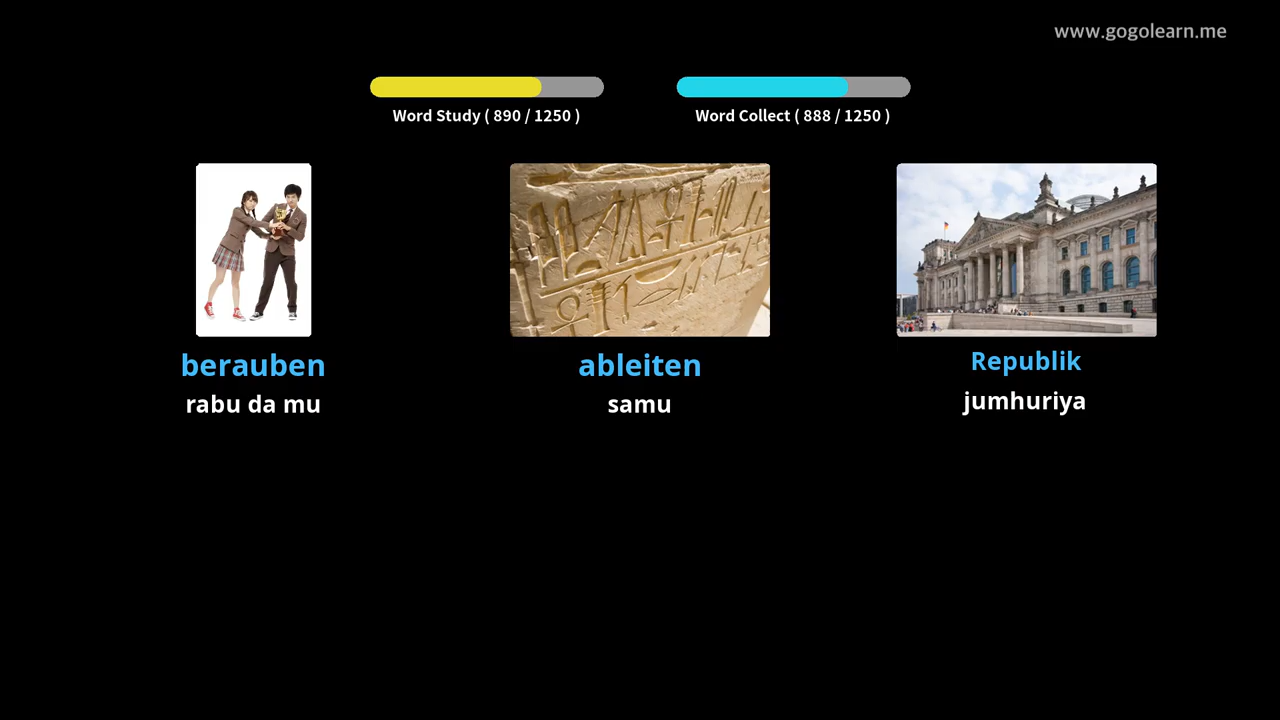 www.gogolearn.me
Word Study ( 890 / 1250 )
Word Collect ( 888 / 1250 )
berauben
rabu da mu
ableiten
samu
Republik
jumhuriya